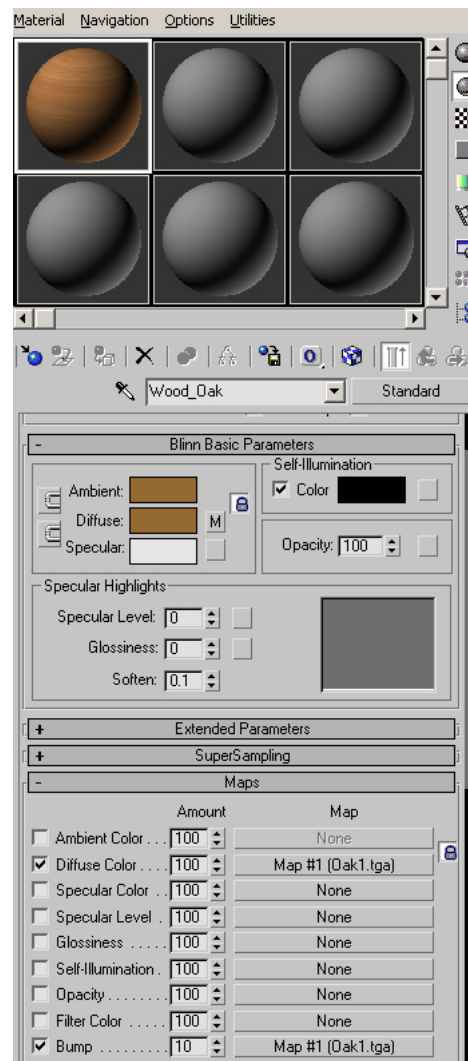 Material Navigation Options Utilities
Wood_Oak Standard
- Blinn Basic Parameters
Self-Illumination
Ambient: Color
Diffuse: M
Specular: Opacity: 100
Specular Highlights
Specular Level: 0
Glossiness: 0
Soften: 0.1
+ Extended Parameters
+ SuperSampling
- Maps
Amount Map
Ambient Color . . . 100 None
Diffuse Color . . . . 100 Map #1 (Oak1.tga)
Specular Color . . 100 None
Specular Level . 100 None
Glossiness . . . . . 100 None
Self-Illumination . 100 None
Opacity . . . . . . . . 100 None
Filter Color . . . . . 100 None
Bump . . . . . . . . . 10 Map #1 (Oak1.tga)